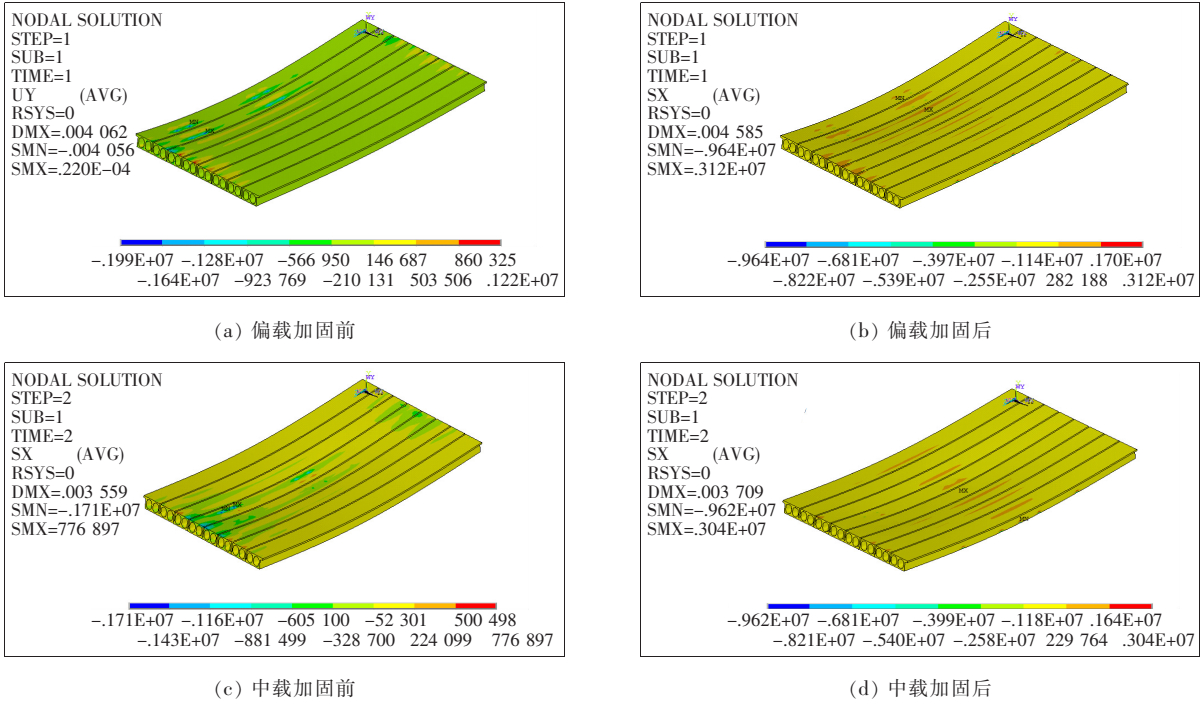 NODAL SOLUTION
STEP=1
SUB=1
TIME=1
UY (AVG)
RSYS=0
DMX=.004 062
SMN=-.004 056
SMX=.220E-04
MN
MX
-.199E+07 -.128E+07 -566 950 146 687 860 325
-.164E+07 -923 769 -210 131 503 506 .122E+07
(a) 偏载加固前
NODAL SOLUTION
STEP=1
SUB=1
TIME=1
SX (AVG)
RSYS=0
DMX=.004 585
SMN=-.964E+07
SMX=.312E+07
MN
MX
-.964E+07 -.681E+07 -.397E+07 -.114E+07 .170E+07
-.822E+07 -.539E+07 -.255E+07 282 188 .312E+07
(b) 偏载加固后
NODAL SOLUTION
STEP=2
SUB=1
TIME=2
SX (AVG)
RSYS=0
DMX=.003 559
SMN=-.171E+07
SMX=776 897
MN MX
-.171E+07 -.116E+07 -605 100 -52 301 500 498
-.143E+07 -881 499 -328 700 224 099 776 897
(c) 中载加固前
NODAL SOLUTION
STEP=2
SUB=1
TIME=2
SX (AVG)
RSYS=0
DMX=.003 709
SMN=-.962E+07
SMX=.304E+07
MX
MN
-.962E+07 -.681E+07 -.399E+07 -.118E+07 .164E+07
-.821E+07 -.540E+07 -.258E+07 229 764 .304E+07
(d) 中载加固后